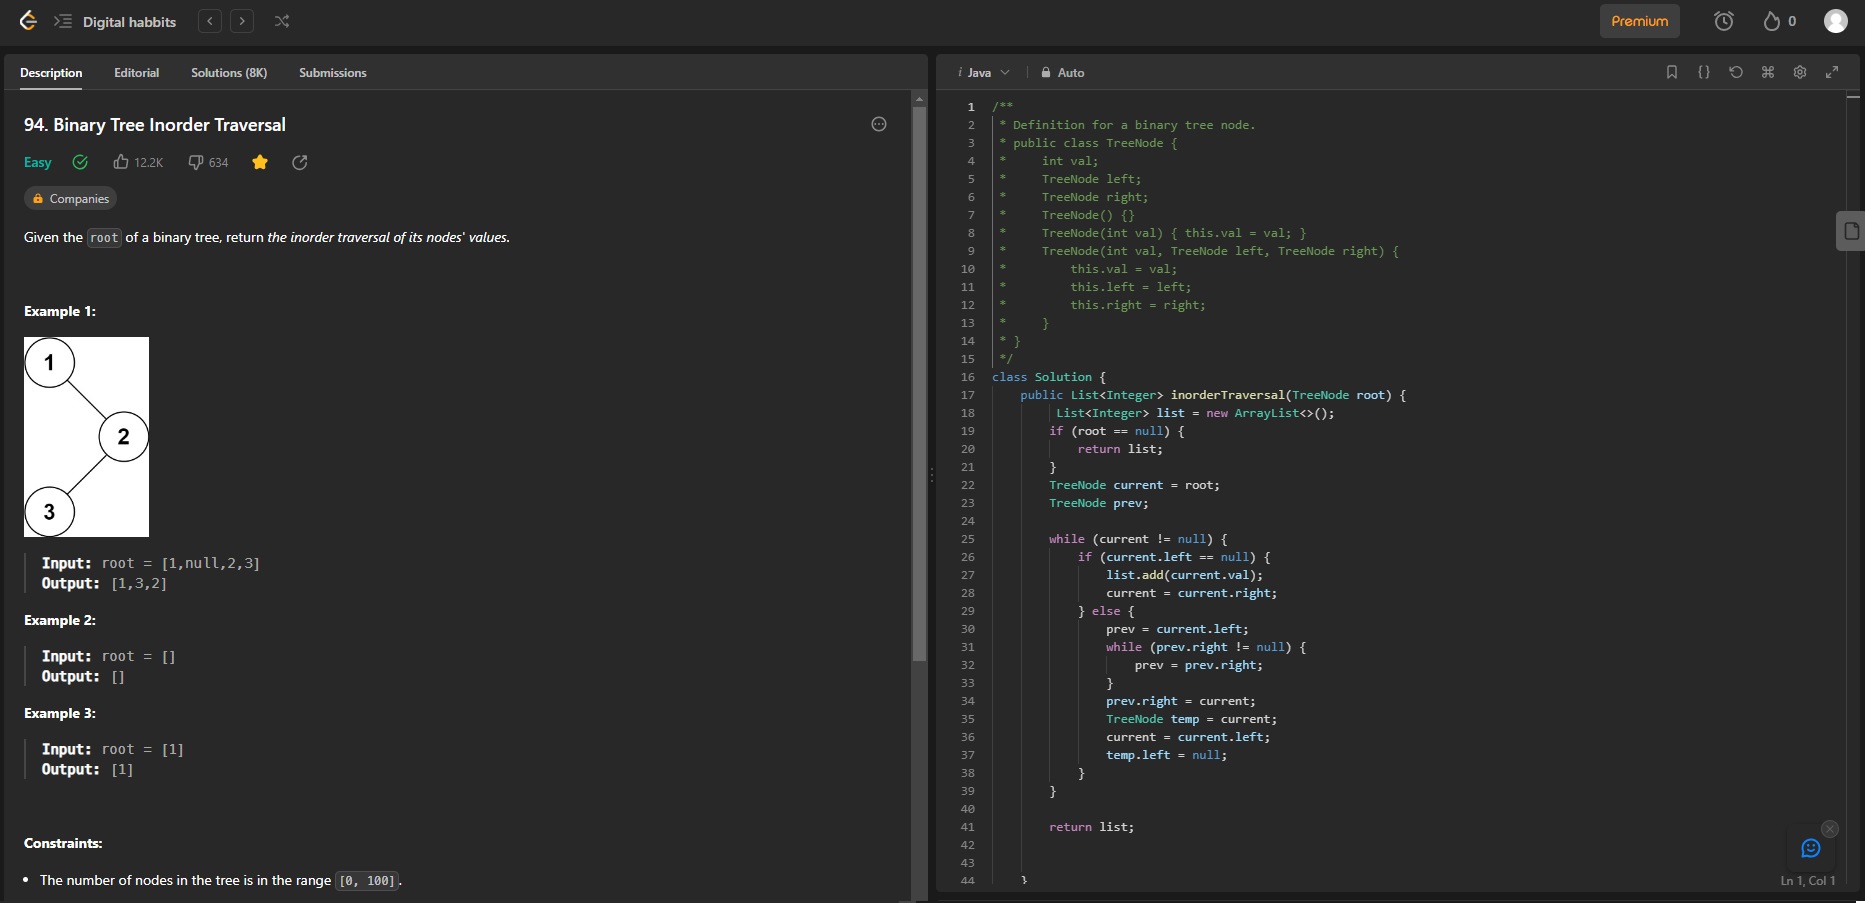 Digital habbits
Premium
0
Description Editorial Solutions (8K) Submissions
94. Binary Tree Inorder Traversal
Easy 12.2K 634
Companies
Given the root of a binary tree, return the inorder traversal of its nodes' values.
Example 1:
1
2
3
Input: root = [1,null,2,3]
Output: [1,3,2]
Example 2:
Input: root = []
Output: []
Example 3:
Input: root = [1]
Output: [1]
Constraints:
• The number of nodes in the tree is in the range [0, 100].
i Java Auto
1 /**
2 * Definition for a binary tree node.
3 * public class TreeNode {
4 *     int val;
5 *     TreeNode left;
6 *     TreeNode right;
7 *     TreeNode() {}
8 *     TreeNode(int val) { this.val = val; }
9 *     TreeNode(int val, TreeNode left, TreeNode right) {
10 *         this.val = val;
11 *         this.left = left;
12 *         this.right = right;
13 *     }
14 * }
15 */
16 class Solution {
17     public List<Integer> inorderTraversal(TreeNode root) {
18          List<Integer> list = new ArrayList<>();
19         if (root == null) {
20             return list;
21         }
22         TreeNode current = root;
23         TreeNode prev;
24
25         while (current != null) {
26             if (current.left == null) {
27                 list.add(current.val);
28                 current = current.right;
29             } else {
30                 prev = current.left;
31                 while (prev.right != null) {
32                     prev = prev.right;
33                 }
34                 prev.right = current;
35                 TreeNode temp = current;
36                 current = current.left;
37                 temp.left = null;
38             }
39         }
40
41         return list;
42
43
44     }
Ln 1, Col 1